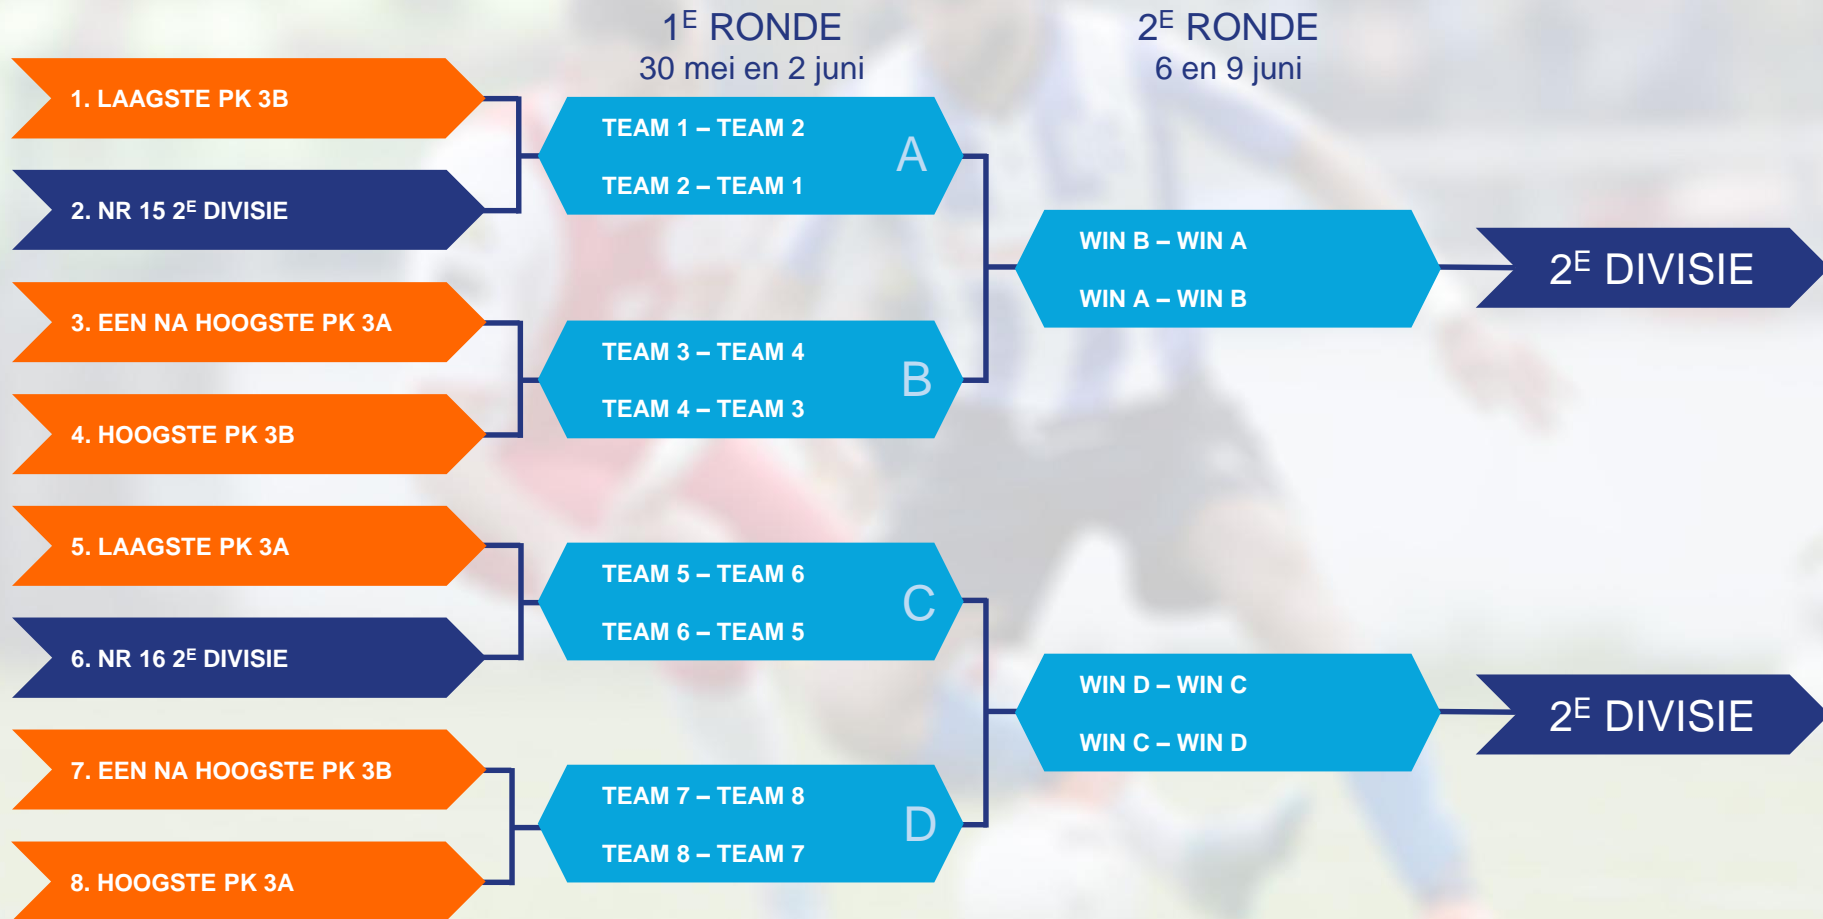 1E RONDE
30 mei en 2 juni
2E RONDE
6 en 9 juni
1. LAAGSTE PK 3B
2. NR 15 2E DIVISIE
3. EEN NA HOOGSTE PK 3A
4. HOOGSTE PK 3B
5. LAAGSTE PK 3A
6. NR 16 2E DIVISIE
7. EEN NA HOOGSTE PK 3B
8. HOOGSTE PK 3A
TEAM 1 – TEAM 2
TEAM 2 – TEAM 1
A
TEAM 3 – TEAM 4
TEAM 4 – TEAM 3
B
TEAM 5 – TEAM 6
TEAM 6 – TEAM 5
C
TEAM 7 – TEAM 8
TEAM 8 – TEAM 7
D
WIN B – WIN A
WIN A – WIN B
WIN D – WIN C
WIN C – WIN D
2E DIVISIE
2E DIVISIE